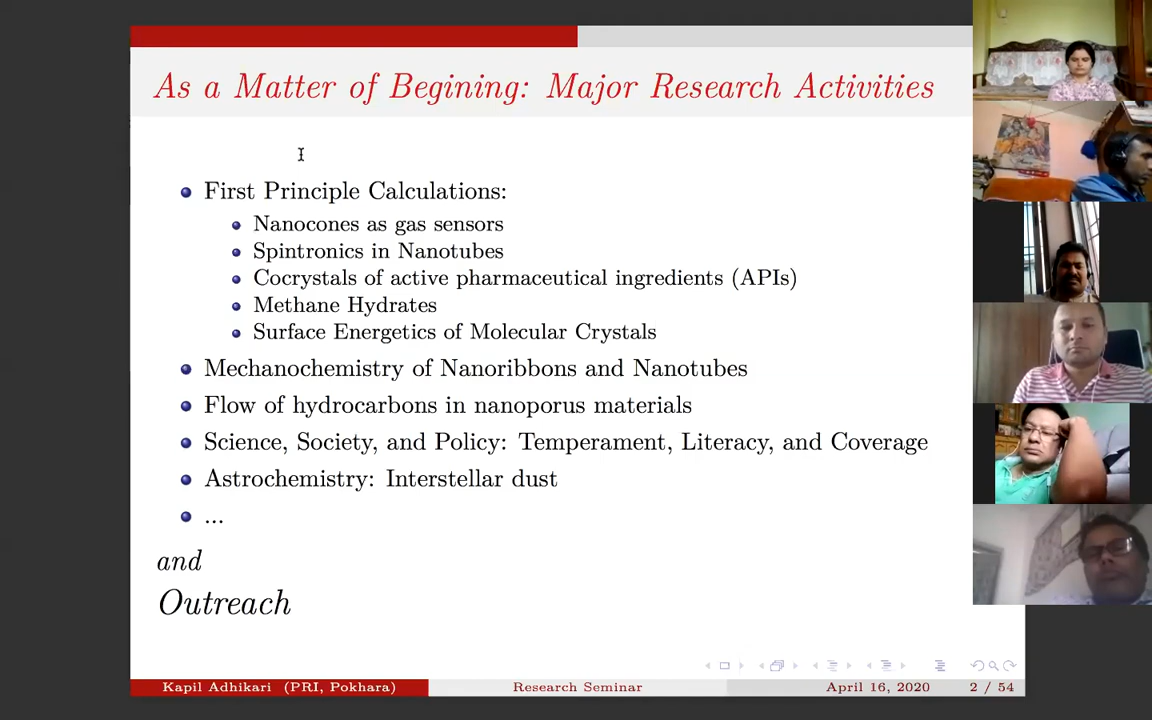 As a Matter of Begining: Major Research Activities
First Principle Calculations:
Nanocones as gas sensors
Spintronics in Nanotubes
Cocrystals of active pharmaceutical ingredients (APIs)
Methane Hydrates
Surface Energetics of Molecular Crystals
Mechanochemistry of Nanoribbons and Nanotubes
Flow of hydrocarbons in nanoporus materials
Science, Society, and Policy: Temperament, Literacy, and Coverage
Astrochemistry: Interstellar dust
...
and
Outreach
Kapil Adhikari (PRI, Pokhara) Research Seminar April 16, 2020 2 / 54